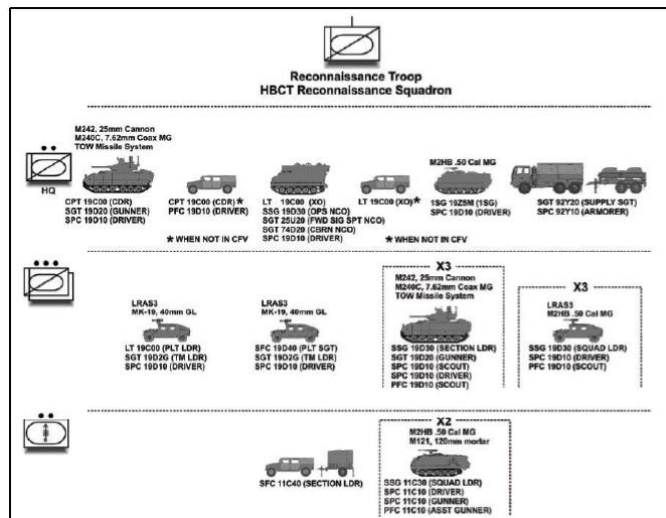 Reconnaissance Troop
HBCT Reconnaissance Squadron
HQ
M242, 25mm Cannon
M240C, 7.62mm Coax MG
TOW Missile System
CPT 19C00 (CDR)
SGT 19D20 (GUNNER)
SPC 19D10 (DRIVER)
CPT 19C00 (CDR)*
PFC 19D10 (DRIVER)
* WHEN NOT IN CFV
LT 19C00 (XO)
SSG 19D30 (OPS NCO)
SGT 25U20 (FWD SIG SPT NCO)
SGT 74D20 (CBRN NCO)
SPC 19D10 (DRIVER)
LT 19C00 (XO)*
* WHEN NOT IN CFV
M2HB .50 Cal MG
1SG 19Z5M (1SG)
SPC 19D10 (DRIVER)
SGT 92Y20 (SUPPLY SGT)
SPC 92Y10 (ARMORER)
LRAS3
MK-19, 40mm GL
LT 19C00 (PLT LDR)
SGT 19D2G (TM LDR)
SPC 19D10 (DRIVER)
LRAS3
MK-19, 40mm GL
SFC 19D40 (PLT SGT)
SGT 19D2G (TM LDR)
SPC 19D10 (DRIVER)
X3
M242, 25mm Cannon
M240C, 7.62mm Coax MG
TOW Missile System
SSG 19D30 (SECTION LDR)
SGT 19D20 (GUNNER)
SPC 19D10 (SCOUT)
SPC 19D10 (DRIVER)
PFC 19D10 (SCOUT)
X3
LRAS3
M2HB .50 Cal MG
SSG 19D30 (SQUAD LDR)
SPC 19D10 (DRIVER)
PFC 19D10 (SCOUT)
SFC 11C40 (SECTION LDR)
X2
M2HB .50 Cal MG
M121, 120mm mortar
SSG 11C30 (SQUAD LDR)
SPC 11C10 (DRIVER)
SPC 11C10 (GUNNER)
PFC 11C10 (ASST GUNNER)